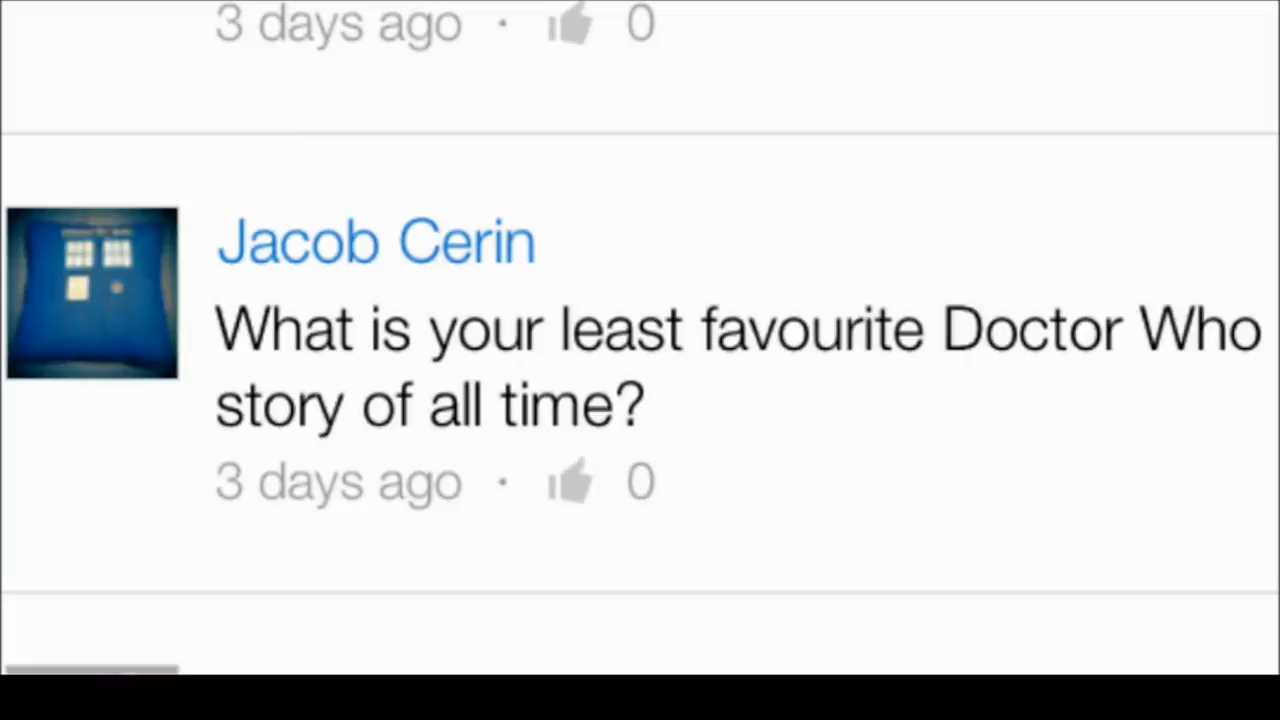 3 days ago · 0
Jacob Cerin
What is your least favourite Doctor Who
story of all time?
3 days ago · 0